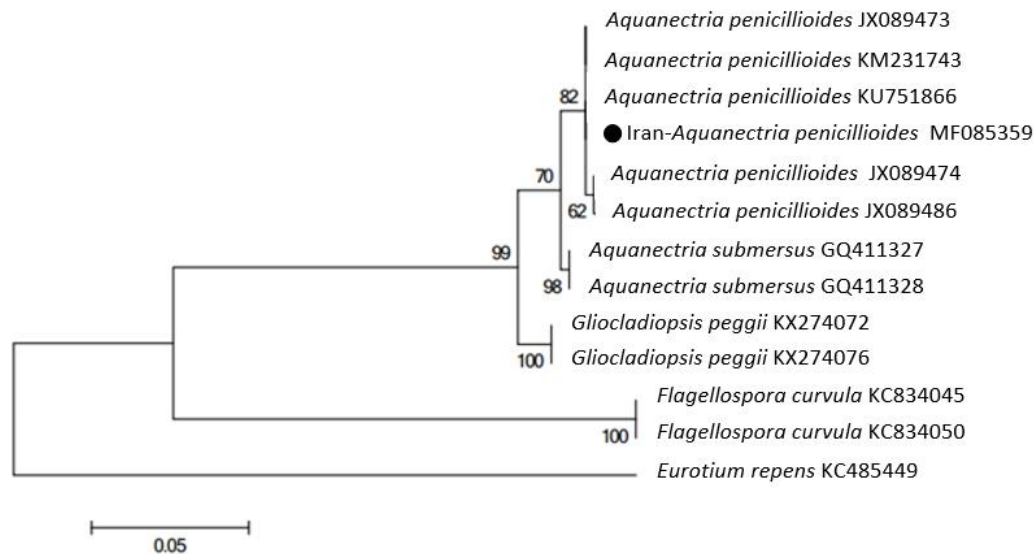 Aquanectria penicillioides JX089473
Aquanectria penicillioides KM231743
82
Aquanectria penicillioides KU751866
Iran-Aquanectria penicillioides MF085359
70
Aquanectria penicillioides JX089474
62
Aquanectria penicillioides JX089486
99
Aquanectria submersus GQ411327
98
Aquanectria submersus GQ411328
Gliocladiopsis peggii KX274072
100
Gliocladiopsis peggii KX274076
Flagellospora curvula KC834045
100
Flagellospora curvula KC834050
Eurotium repens KC485449
0.05